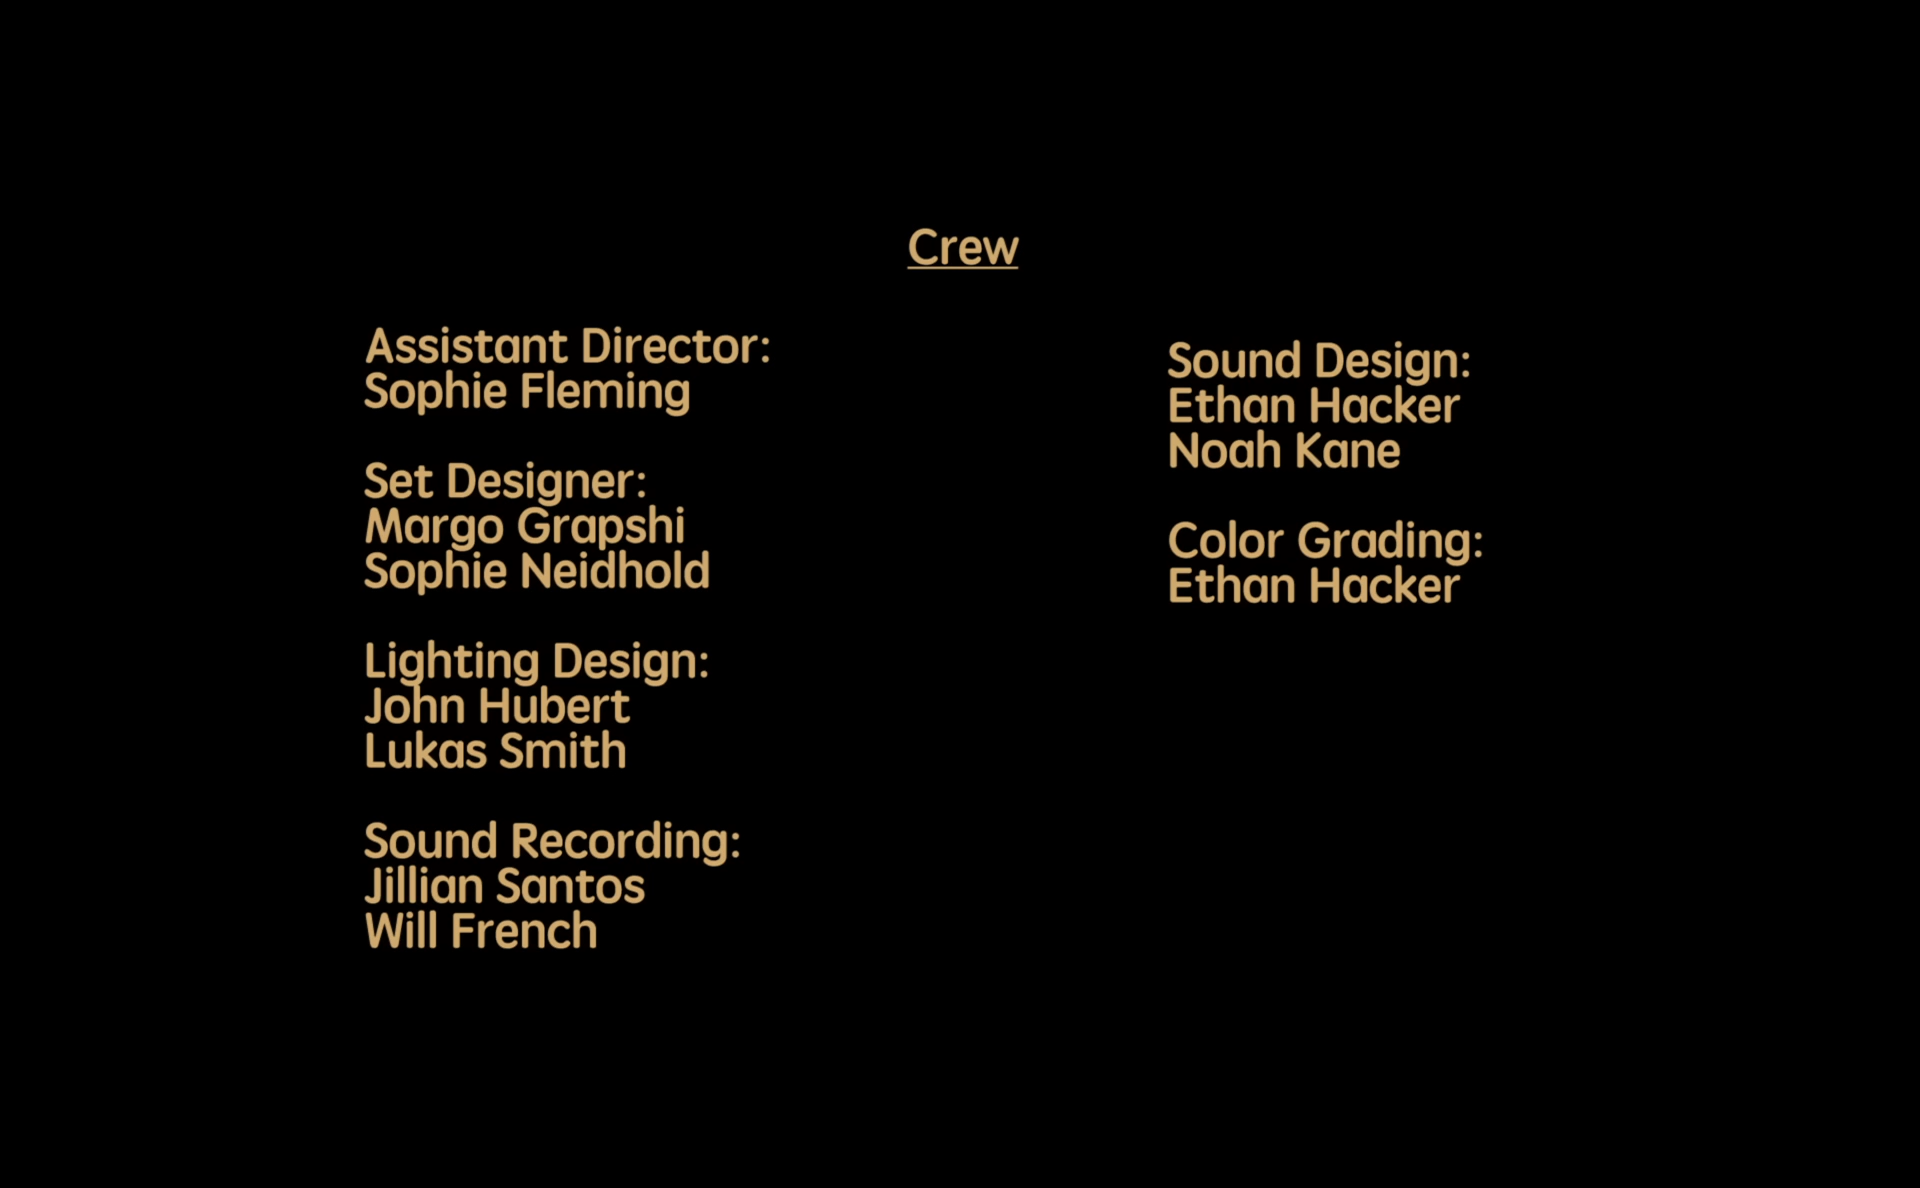 Crew
Assistant Director:
Sophie Fleming
Set Designer:
Margo Grapshi
Sophie Neidhold
Lighting Design:
John Hubert
Lukas Smith
Sound Recording:
Jillian Santos
Will French
Sound Design:
Ethan Hacker
Noah Kane
Color Grading:
Ethan Hacker